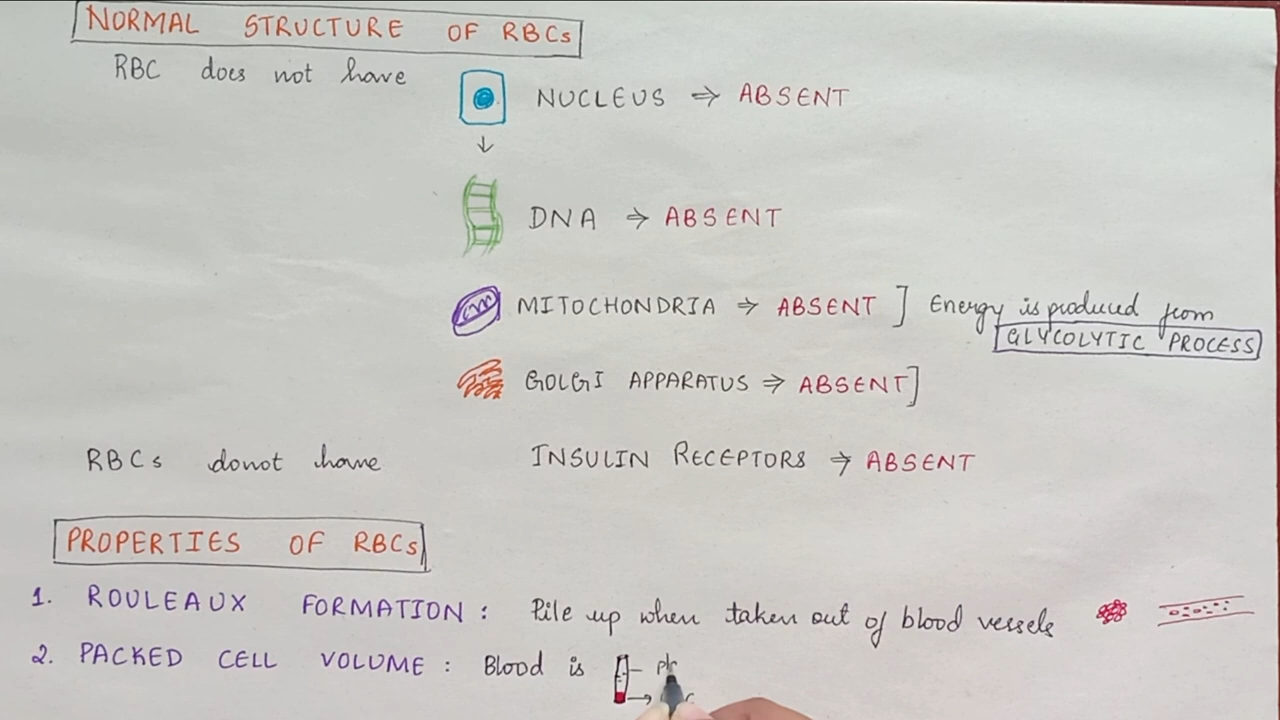 NORMAL STRUCTURE OF RBCs
RBC does not have
NUCLEUS ⇒ ABSENT
↓
DNA ⇒ ABSENT
MITOCHONDRIA ⇒ ABSENT ] Energy is produced from
GLYCOLYTIC PROCESS
GOLGI APPARATUS ⇒ ABSENT ]
RBCs donot have INSULIN RECEPTORS ⇒ ABSENT
PROPERTIES OF RBCs
1. ROULEAUX FORMATION : Pile up when taken out of blood vessels
2. PACKED CELL VOLUME : Blood is